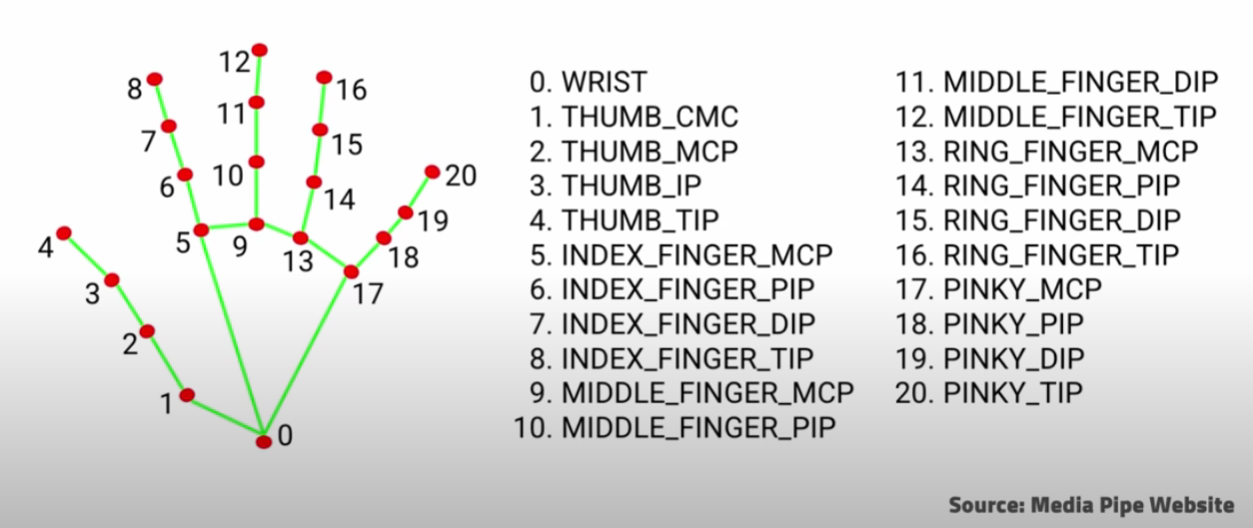 12
8
16
11
7
15
10
6
20
14
19
5
9
4
13
18
3
17
2
1
0
0. WRIST
1. THUMB_CMC
2. THUMB_MCP
3. THUMB_IP
4. THUMB_TIP
5. INDEX_FINGER_MCP
6. INDEX_FINGER_PIP
7. INDEX_FINGER_DIP
8. INDEX_FINGER_TIP
9. MIDDLE_FINGER_MCP
10. MIDDLE_FINGER_PIP
11. MIDDLE_FINGER_DIP
12. MIDDLE_FINGER_TIP
13. RING_FINGER_MCP
14. RING_FINGER_PIP
15. RING_FINGER_DIP
16. RING_FINGER_TIP
17. PINKY_MCP
18. PINKY_PIP
19. PINKY_DIP
20. PINKY_TIP
Source: Media Pipe Website